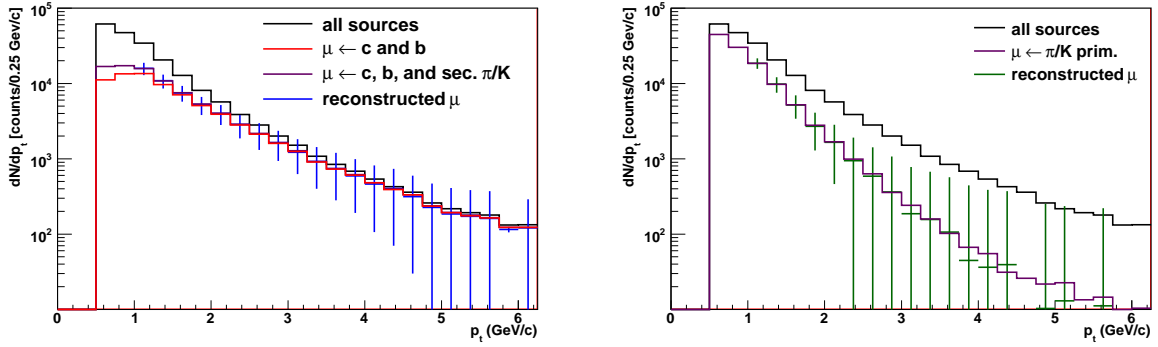 dN/dp_t [counts/0.25 Gev/c]
10^5
10^4
10^3
10^2
all sources
μ ← c and b
μ ← c, b, and sec. π/K
reconstructed μ
0 1 2 3 4 5 6
p_t (GeV/c)
dN/dp_t [counts/0.25 Gev/c]
10^5
10^4
10^3
10^2
all sources
μ ← π/K prim.
reconstructed μ
0 1 2 3 4 5 6
p_t (GeV/c)